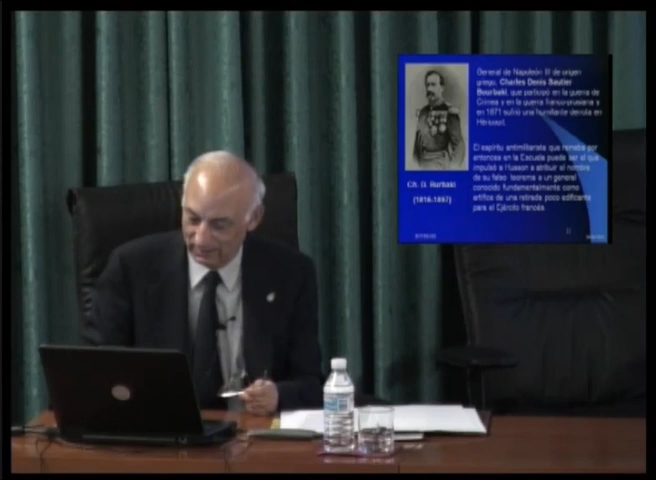 General de Napoleón III de origen
griego, Charles Denis Sautier
Bourbaki, que participó en la guerra de
Crimea y en la guerra franco-prusiana y
en 1871 sufrió una humillante derrota en
Héricourt.
El espíritu antimilitarista que reinaba por
entonces en la Escuela puede ser el que
impulsó a Husson a atribuir el nombre
de su falso teorema a un general
conocido fundamentalmente como
artífice de una retirada poco edificante
para el Ejército francés.
Ch. D. Burbaki
(1816-1897)